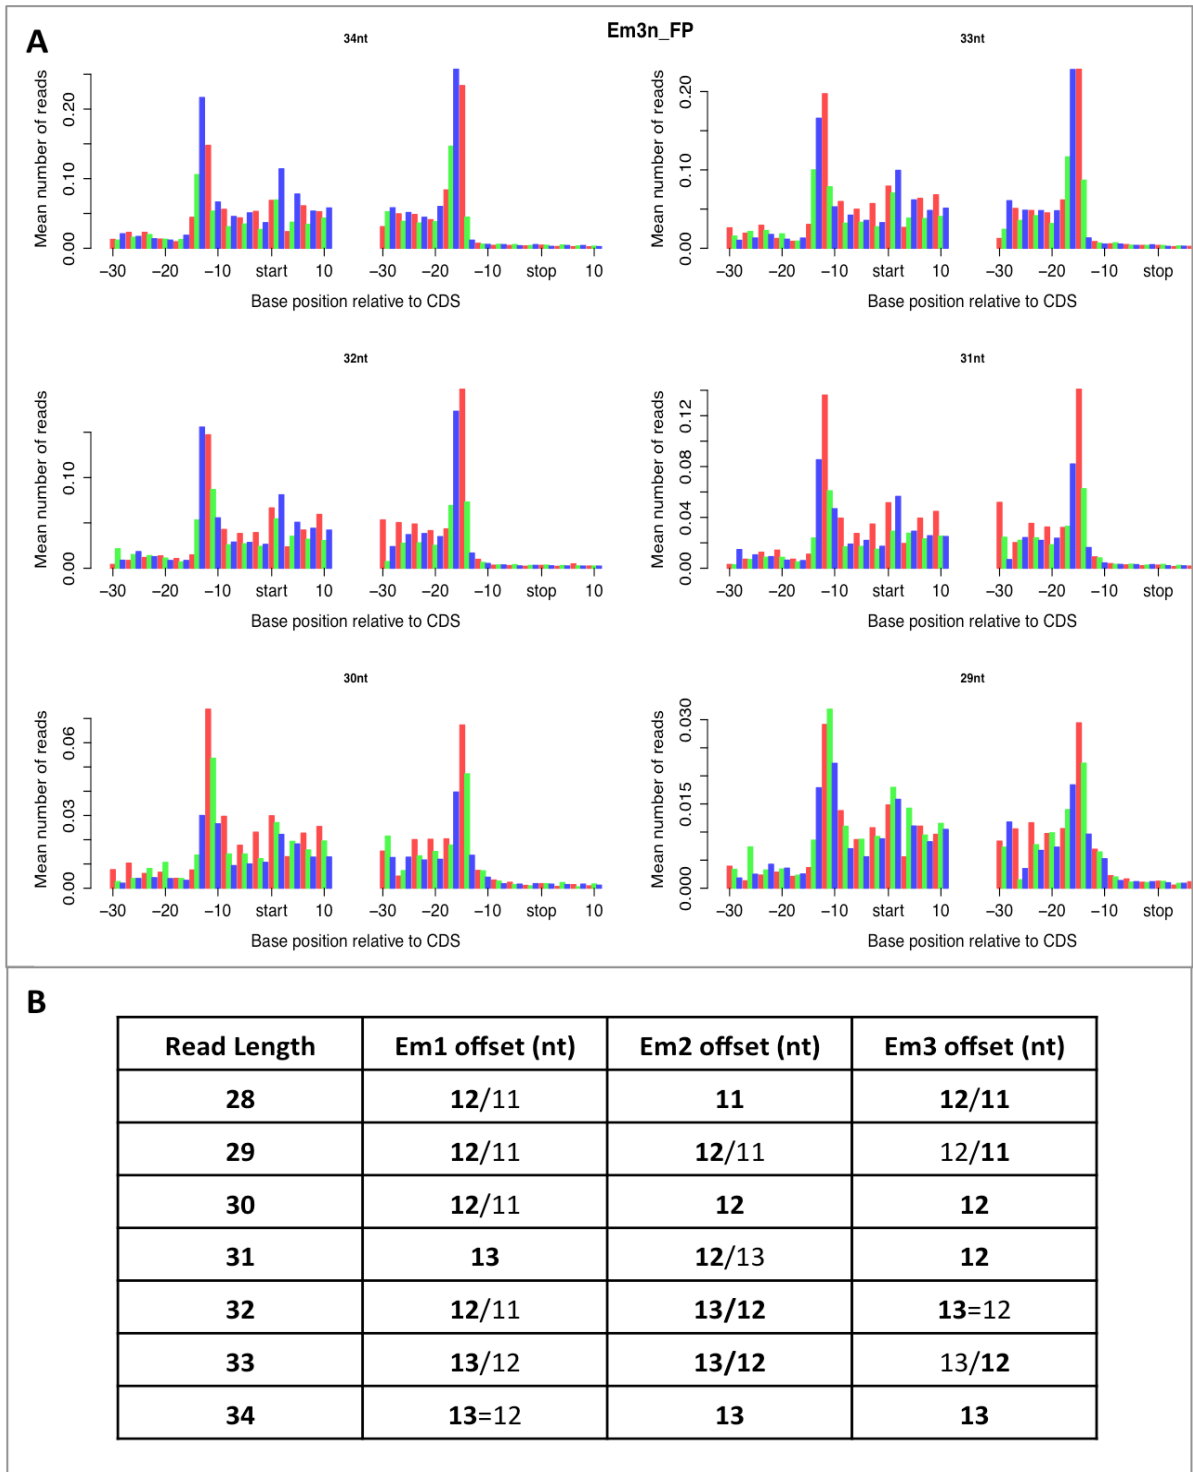 A
Em3n_FP
34nt
33nt
Mean number of reads
0.00 0.10 0.20
−30 −20 −10 start 10
−30 −20 −10 stop 10
Base position relative to CDS
Mean number of reads
0.00 0.10 0.20
−30 −20 −10 start 10
−30 −20 −10 stop
Base position relative to CDS
32nt
31nt
Mean number of reads
0.00 0.10
−30 −20 −10 start 10
−30 −20 −10 stop 10
Base position relative to CDS
Mean number of reads
0.00 0.04 0.08 0.12
−30 −20 −10 start 10
−30 −20 −10 stop
Base position relative to CDS
30nt
29nt
Mean number of reads
0.00 0.03 0.06
−30 −20 −10 start 10
−30 −20 −10 stop 10
Base position relative to CDS
Mean number of reads
0.000 0.015 0.030
−30 −20 −10 start 10
−30 −20 −10 stop
Base position relative to CDS
B
Read Length Em1 offset (nt) Em2 offset (nt) Em3 offset (nt)
28 12/11 11 12/11
29 12/11 12/11 12/11
30 12/11 12 12
31 13 12/13 12
32 12/11 13/12 13=12
33 13/12 13/12 13/12
34 13=12 13 13